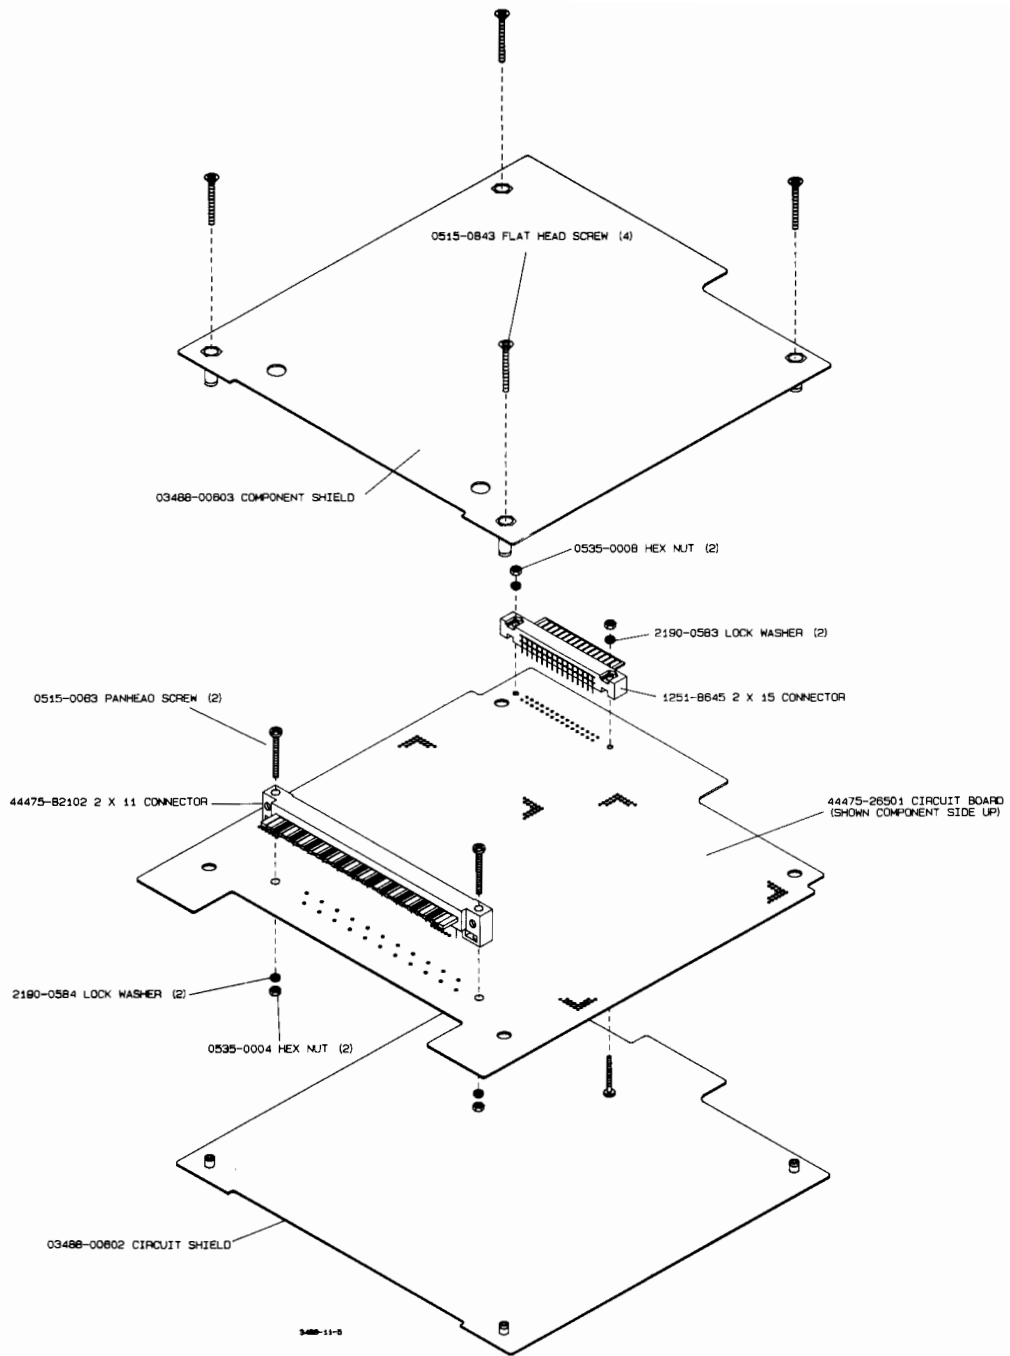 0515-0843 FLAT HEAD SCREW (4)
03488-00603 COMPONENT SHIELD
0535-0008 HEX NUT (2)
2190-0583 LOCK WASHER (2)
0515-0063 PANHEAD SCREW (2)
1251-8645 2 X 15 CONNECTOR
44475-82102 2 X 11 CONNECTOR
44475-26501 CIRCUIT BOARD
(SHOWN COMPONENT SIDE UP)
2190-0584 LOCK WASHER (2)
0535-0004 HEX NUT (2)
03488-00602 CIRCUIT SHIELD
3488-11-5